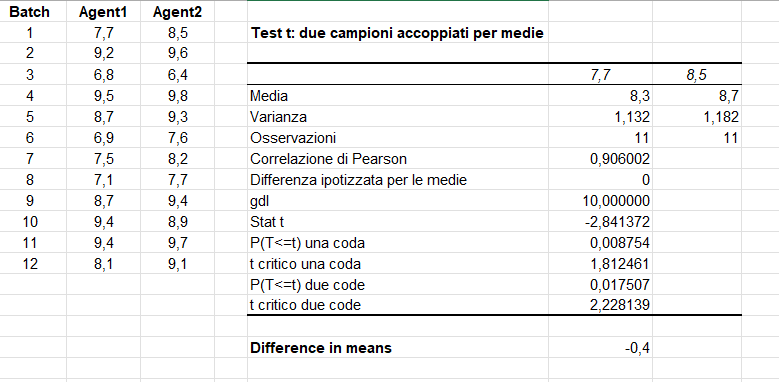 Batch Agent1 Agent2
1 7,7 8,5 Test t: due campioni accoppiati per medie
2 9,2 9,6
3 6,8 6,4 7,7 8,5
4 9,5 9,8 Media 8,3 8,7
5 8,7 9,3 Varianza 1,132 1,182
6 6,9 7,6 Osservazioni 11 11
7 7,5 8,2 Correlazione di Pearson 0,906002
8 7,1 7,7 Differenza ipotizzata per le medie 0
9 8,7 9,4 gdl 10,000000
10 9,4 8,9 Stat t -2,841372
11 9,4 9,7 P(T<=t) una coda 0,008754
12 8,1 9,1 t critico una coda 1,812461
P(T<=t) due code 0,017507
t critico due code 2,228139
Difference in means -0,4